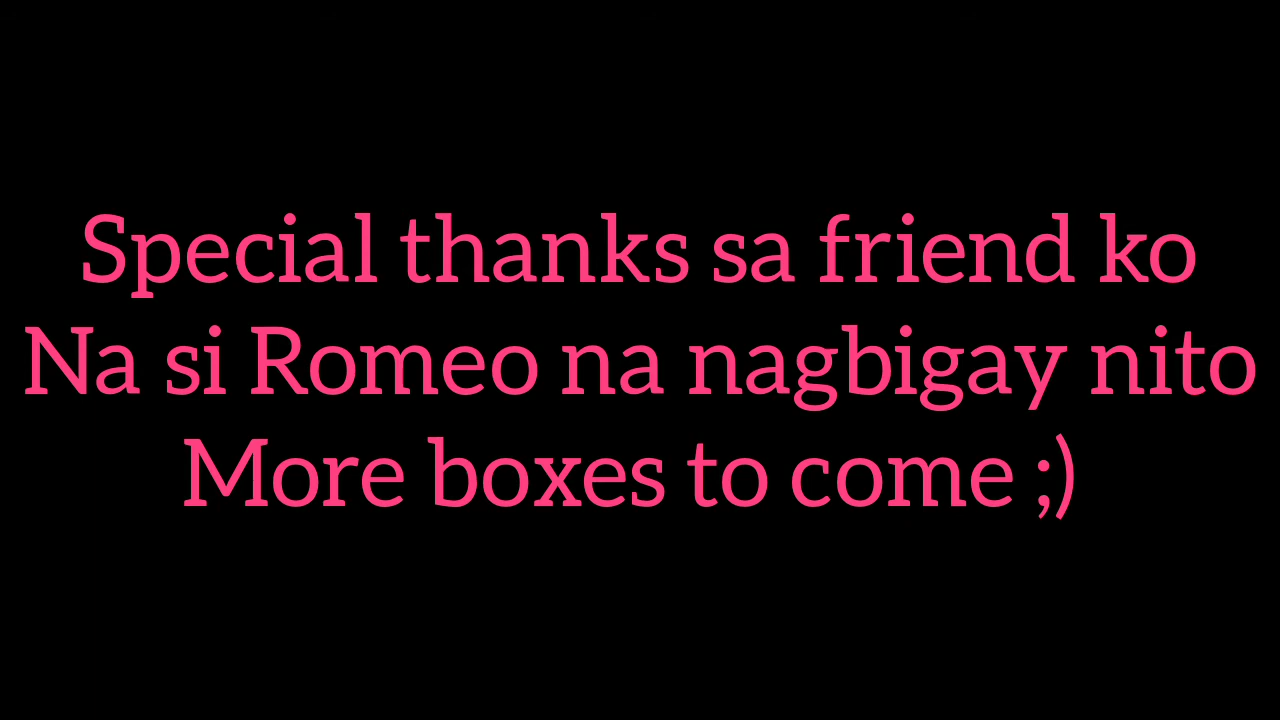 Special thanks sa friend ko
Na si Romeo na nagbigay nito
More boxes to come ;)